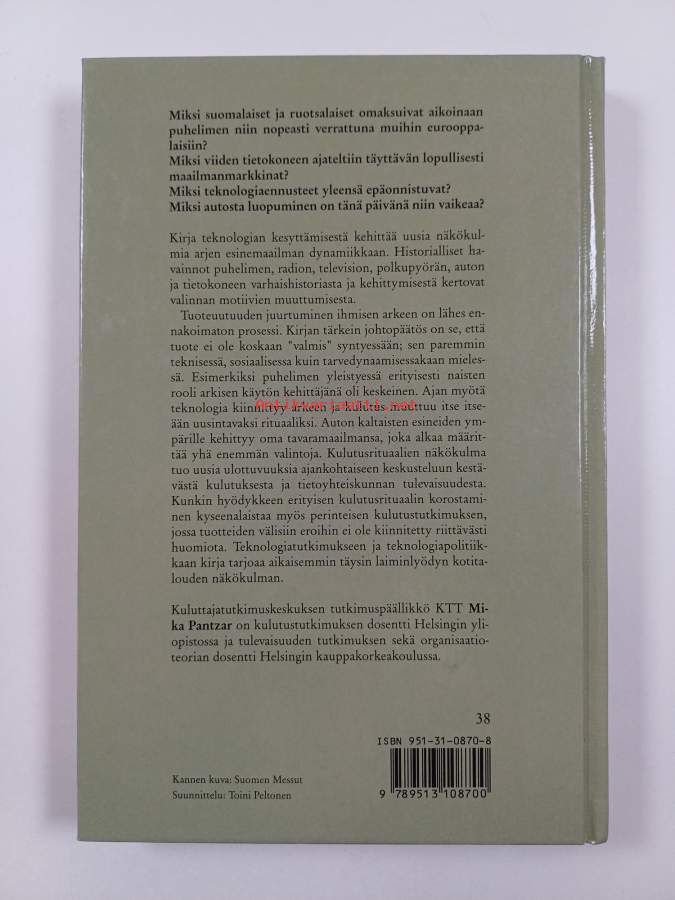 Miksi suomalaiset ja ruotsalaiset omaksuivat aikoinaan
puhelimen niin nopeasti verrattuna muihin eurooppa-
laisiin?
Miksi viiden tietokoneen ajateltiin täyttävän lopullisesti
maailmanmarkkinat?
Miksi teknologiaennusteet yleensä epäonnistuvat?
Miksi autosta luopuminen on tänä päivänä niin vaikeaa?
Kirja teknologian kesyttämisestä kehittää uusia näkökul-
mia arjen esinemaailman dynamiikkaan. Historialliset ha-
vainnot puhelimen, radion, television, polkupyörän, auton
ja tietokoneen varhaishistoriasta ja kehittymisestä kertovat
valinnan motiivien muuttumisesta.
Tuoteuutuuden juurtuminen ihmisen arkeen on lähes en-
nakoimaton prosessi. Kirjan tärkein johtopäätös on se, että
tuote ei ole koskaan "valmis" syntyessään; sen paremmin
teknisessä, sosiaalisessa kuin tarvedynaamisessakaan mieles-
sä. Esimerkiksi puhelimen yleistyessä erityisesti naisten
rooli arkisen käytön kehittäjänä oli keskeinen. Ajan myötä
teknologia kiinnittyy arkeen ja kulutus muuttuu itse itse-
ään uusintavaksi rituaaliksi. Auton kaltaisten esineiden ym-
pärille kehittyy oma tavaramaailmansa, joka alkaa määrit-
tää yhä enemmän valintoja. Kulutusrituaalien näkökulma
tuo uusia ulottuvuuksia ajankohtaiseen keskusteluun kestä-
västä kulutuksesta ja tietoyhteiskunnan tulevaisuudesta.
Kunkin hyödykkeen erityisen kulutusrituaalin korostami-
nen kyseenalaistaa myös perinteisen kulutustutkimuksen,
jossa tuotteiden välisiin eroihin ei ole kiinnitetty riittävästi
huomiota. Teknologiatutkimukseen ja teknologiapolitiik-
kaan kirja tarjoaa aikaisemmin täysin laiminlyödyn kotita-
louden näkökulman.
Kuluttajatutkimuskeskuksen tutkimuspäällikkö KTT Mi-
ka Pantzar on kulutustutkimuksen dosentti Helsingin yli-
opistossa ja tulevaisuuden tutkimuksen sekä organisaatio-
teorian dosentti Helsingin kauppakorkeakoulussa.
38
ISBN 951-31-0870-8
Kannen kuva: Suomen Messut
Suunnittelu: Toini Peltonen
9 789513 108700
Antikvariaatti.net